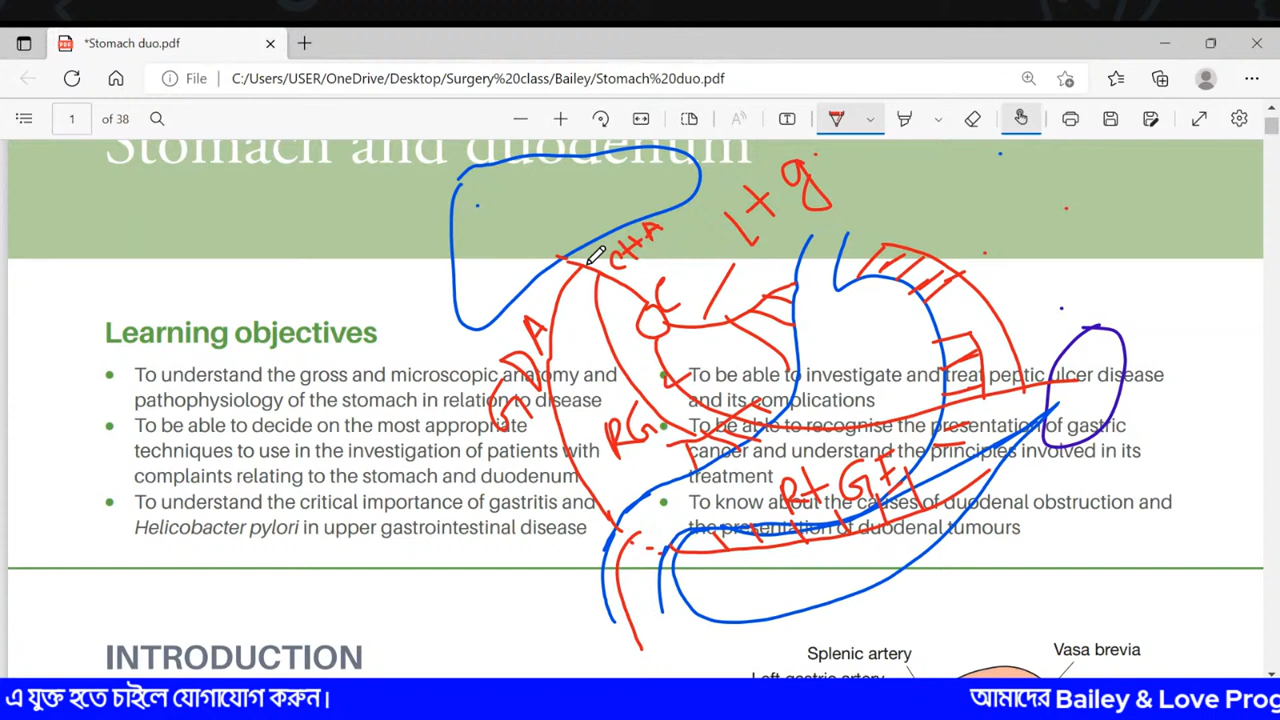 *Stomach duo.pdf
File
C:/Users/USER/OneDrive/Desktop/Surgery%20class/Bailey/Stomach%20duo.pdf
1 of 38
Stomach and duodenum
Lt g
CHA
C
GDA
RG
Rt GE
Learning objectives
To understand the gross and microscopic anatomy and
pathophysiology of the stomach in relation to disease
To be able to decide on the most appropriate
techniques to use in the investigation of patients with
complaints relating to the stomach and duodenum
To understand the critical importance of gastritis and
Helicobacter pylori in upper gastrointestinal disease
To be able to investigate and treat peptic ulcer disease
and its complications
To be able to recognise the presentation of gastric
cancer and understand the principles involved in its
treatment
To know about the causes of duodenal obstruction and
the presentation of duodenal tumours
INTRODUCTION
Splenic artery
Vasa brevia
Left gastric artery
এ যুক্ত হতে চাইলে যোগাযোগ করুন।
আমাদের Bailey & Love Prog